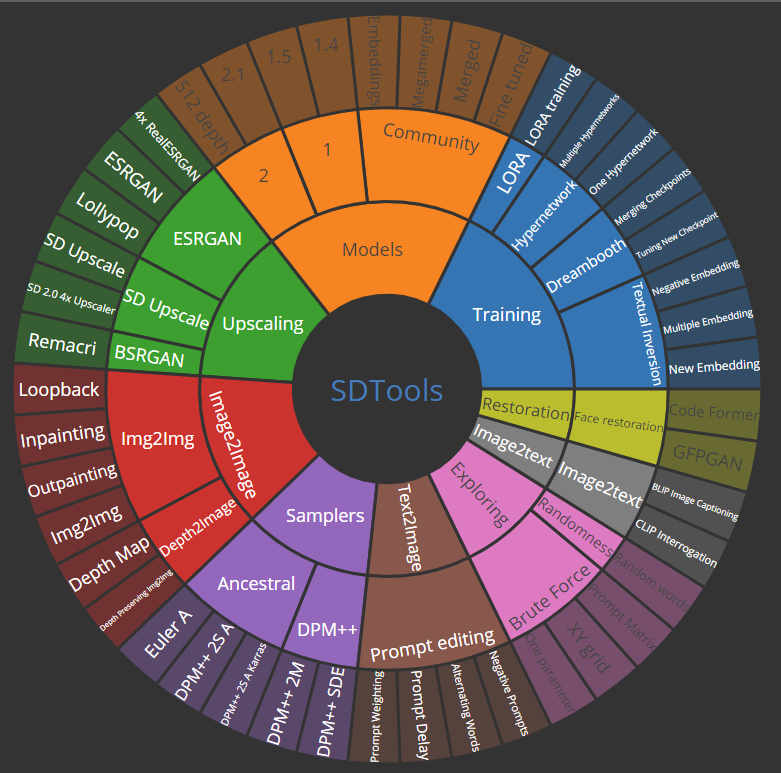 SDTools
Models
2
512 depth
2.1
1
1.5
1.4
Community
Embeddings
Megamerged
Merged
Fine tuned
Training
LORA
LORA training
Hypernetwork
Multiple Hypernetworks
One Hypernetwork
Dreambooth
Merging Checkpoints
Tuning New Checkpoint
Textual Inversion
Negative Embedding
Multiple Embedding
New Embedding
Restoration
Face restoration
Code Former
GFPGAN
Image2text
Image2text
BLIP Image Captioning
CLIP Interrogation
Exploring
Randomness
Random words
Brute Force
Prompt Matrix
XY grid
One parameter
Text2Image
Prompt editing
Negative Prompts
Alternating Words
Prompt Delay
Prompt Weighting
Samplers
DPM++
DPM++ SDE
DPM++ 2M
Ancestral
DPM++ 2S A Karras
DPM++ 2S A
Euler A
Image2Image
Depth2Image
Depth Preserving Img2Img
Depth Map
Img2Img
Img2Img
Outpainting
Inpainting
Loopback
Upscaling
BSRGAN
Remacri
SD Upscale
SD 2.0 4x Upscaler
SD Upscale
ESRGAN
Lollypop
ESRGAN
4x RealESRGAN